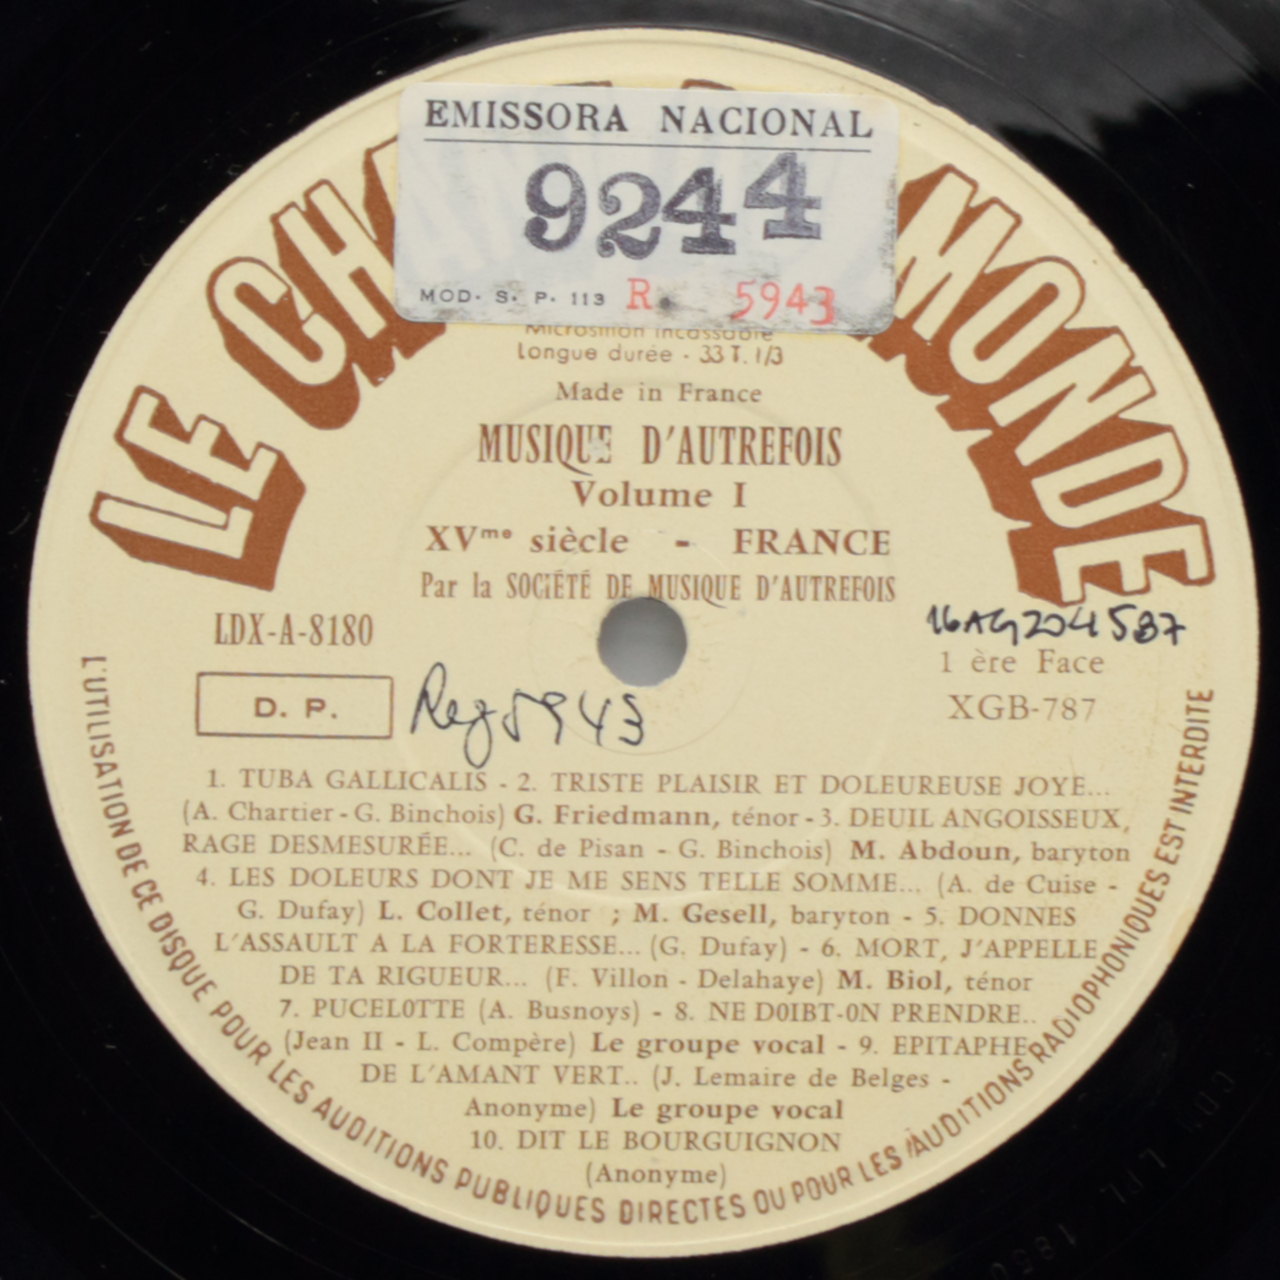 EMISSORA NACIONAL
9244
MOD. S. P. 113 R. 5943
LE CHA
MONDE
Microsillon incassable
Longue durée - 33 T. 1/3
Made in France
MUSIQUE D'AUTREFOIS
Volume I
XVme siècle - FRANCE
Par la SOCIÉTÉ DE MUSIQUE D'AUTREFOIS
LDX-A-8180
16AG204587
1 ère Face
D. P.
Reg 5943
XGB-787
1. TUBA GALLICALIS - 2. TRISTE PLAISIR ET DOLEUREUSE JOYE...
(A. Chartier - G. Binchois) G. Friedmann, ténor - 3. DEUIL ANGOISSEUX,
RAGE DESMESURÉE... (C. de Pisan - G. Binchois) M. Abdoun, baryton
4. LES DOLEURS DONT JE ME SENS TELLE SOMME... (A. de Cuise -
G. Dufay) L. Collet, ténor ; M. Gesell, baryton - 5. DONNES
L'ASSAULT A LA FORTERESSE... (G. Dufay) - 6. MORT, J'APPELLE
DE TA RIGUEUR... (F. Villon - Delahaye) M. Biol, ténor
7. PUCELOTTE (A. Busnoys) - 8. NE DOIBT-ON PRENDRE..
(Jean II - L. Compère) Le groupe vocal - 9. EPITAPHE
DE L'AMANT VERT.. (J. Lemaire de Belges -
Anonyme) Le groupe vocal
10. DIT LE BOURGUIGNON
(Anonyme)
L'UTILISATION DE CE DISQUE POUR LES AUDITIONS PUBLIQUES DIRECTES OU POUR LES AUDITIONS RADIOPHONIQUES EST INTERDITE